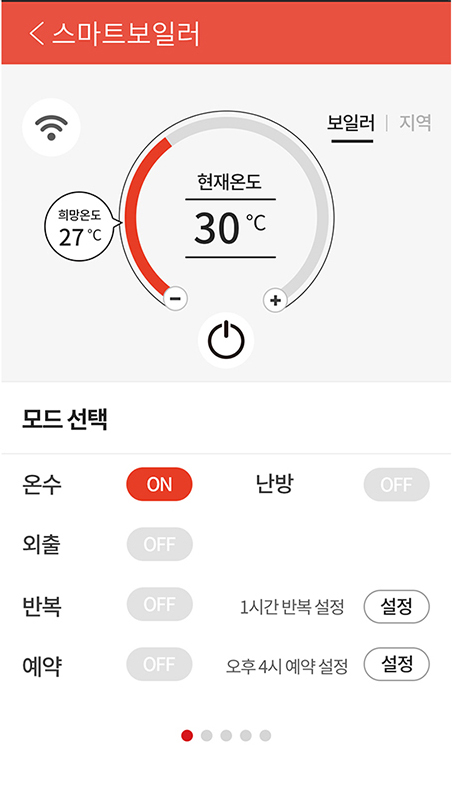 스마트보일러
보일러 | 지역
현재온도
30 ℃
희망온도
27 ℃
모드 선택
온수 ON 난방 OFF
외출 OFF
반복 OFF 1시간 반복 설정 설정
예약 OFF 오후 4시 예약 설정 설정